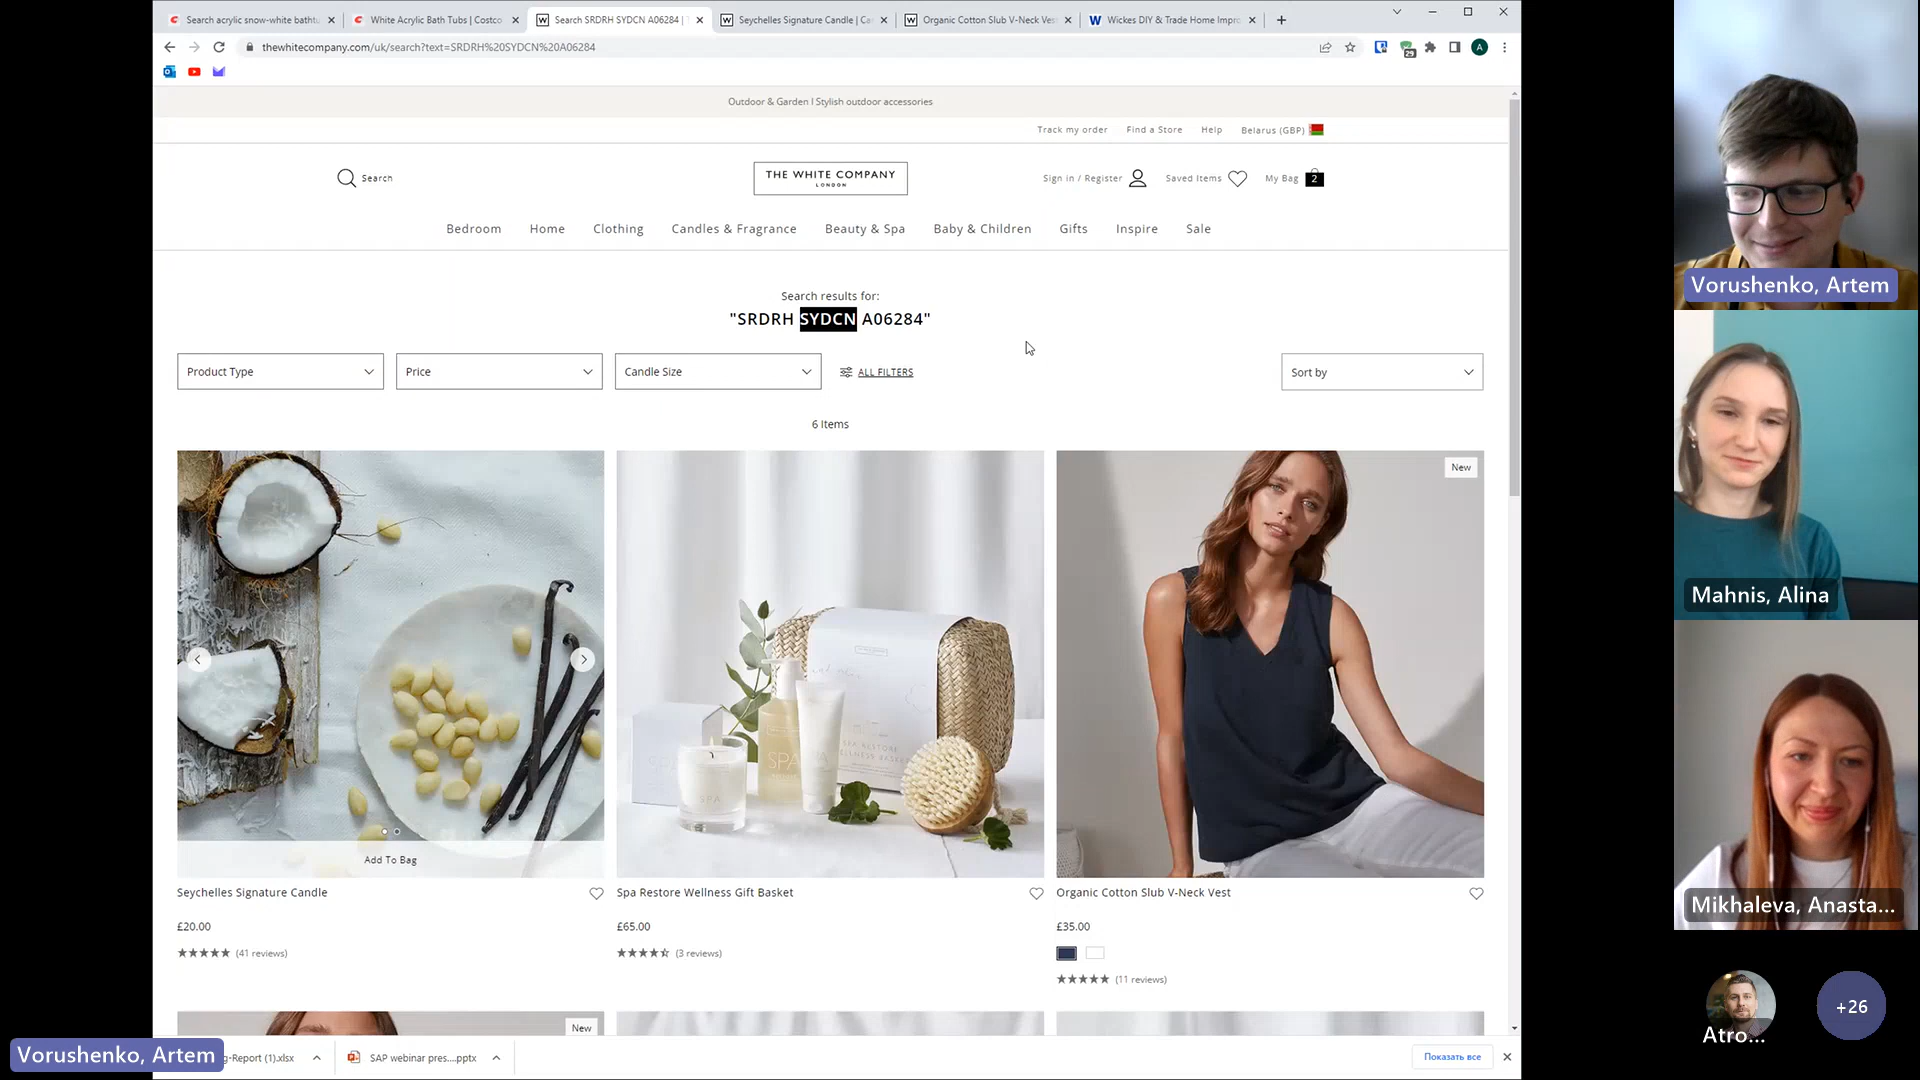 Search acrylic snow-white bathtu
White Acrylic Bath Tubs | Costco
Search SRDRH SYDCN A06284 | T
Seychelles Signature Candle | Ca
Organic Cotton Slub V-Neck Ves
Wickes DIY & Trade Home Impro
thewhitecompany.com/uk/search?text=SRDRH%20SYDCN%20A06284
29
A
Outdoor & Garden l Stylish outdoor accessories
Track my order
Find a Store
Help
Belarus (GBP)
Search
THE WHITE COMPANY
LONDON
Sign in / Register
Saved Items
My Bag
2
Bedroom
Home
Clothing
Candles & Fragrance
Beauty & Spa
Baby & Children
Gifts
Inspire
Sale
Search results for:
"SRDRH SYDCN A06284"
Product Type
Price
Candle Size
ALL FILTERS
Sort by
6 Items
New
SPA
SPA
SPA RESTORE
Add To Bag
Seychelles Signature Candle
£20.00
(41 reviews)
Spa Restore Wellness Gift Basket
£65.00
(3 reviews)
Organic Cotton Slub V-Neck Vest
£35.00
(11 reviews)
New
g-Report (1).xlsx
SAP webinar pres....pptx
Показать все
Vorushenko, Artem
Vorushenko, Artem
Mahnis, Alina
Mikhaleva, Anasta...
Atro...
+26